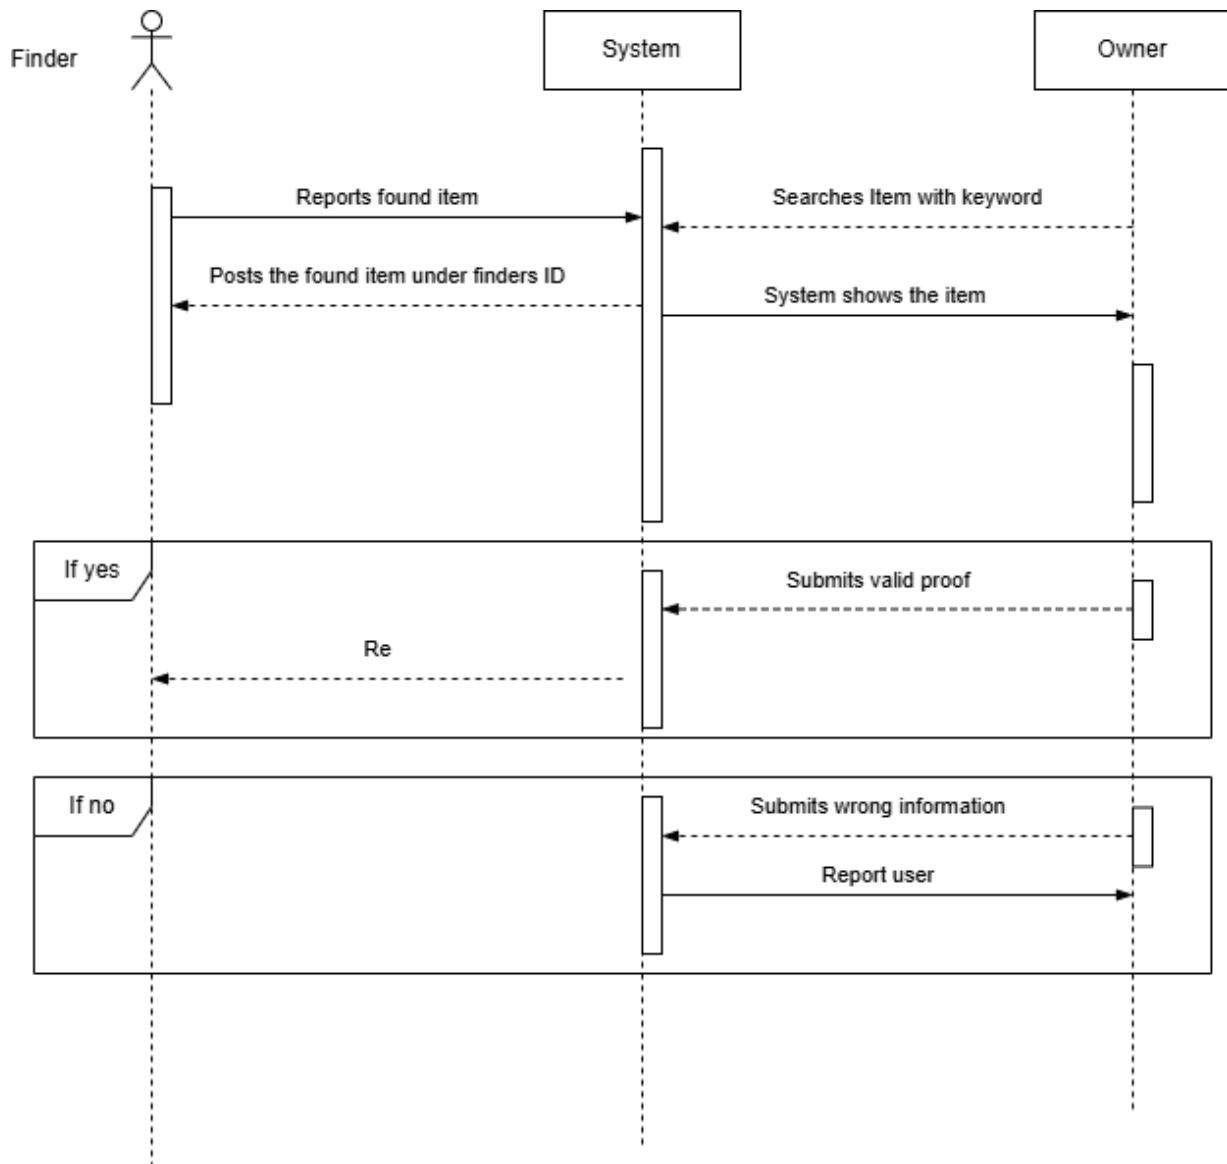 Finder
System
Owner
Reports found item
Searches Item with keyword
Posts the found item under finders ID
System shows the item
If yes
Submits valid proof
Re
If no
Submits wrong information
Report user